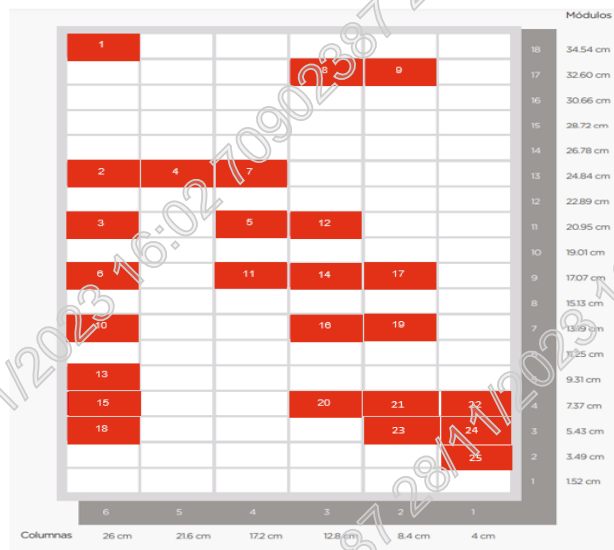 Módulos
1 18 34.54 cm
8 9 17 32.60 cm
16 30.66 cm
15 28.72 cm
14 26.78 cm
2 4 7 13 24.84 cm
12 22.89 cm
3 5 12 11 20.95 cm
10 19.01 cm
6 11 14 17 9 17.07 cm
8 15.13 cm
10 16 19 7 13.19 cm
11.25 cm
13 9.31 cm
15 20 21 22 4 7.37 cm
18 23 24 3 5.43 cm
25 2 3.49 cm
1 1.52 cm
6 5 4 3 2 1
Columnas 26 cm 21.6 cm 17.2 cm 12.8 cm 8.4 cm 4 cm
28/11/2023 16:02 70902387